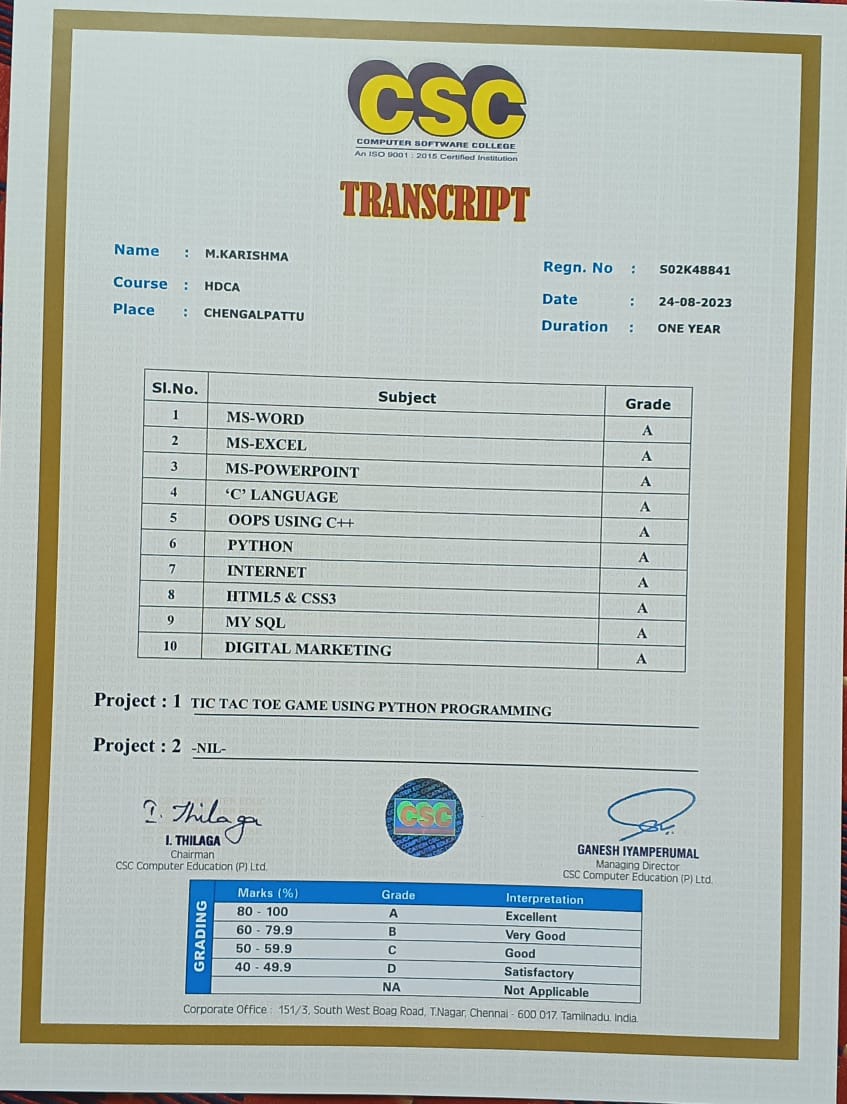 CSC
COMPUTER SOFTWARE COLLEGE
An ISO 9001 : 2015 Certified Institution
TRANSCRIPT
Name : M.KARISHMA
Course : HDCA
Place : CHENGALPATTU
Regn. No : S02K48841
Date : 24-08-2023
Duration : ONE YEAR
Sl.No. Subject Grade
1 MS-WORD A
2 MS-EXCEL A
3 MS-POWERPOINT A
4 ‘C’ LANGUAGE A
5 OOPS USING C++ A
6 PYTHON A
7 INTERNET A
8 HTML5 & CSS3 A
9 MY SQL A
10 DIGITAL MARKETING A
Project : 1 TIC TAC TOE GAME USING PYTHON PROGRAMMING
Project : 2 -NIL-
I. Thilaga
I. THILAGA
Chairman
CSC Computer Education (P) Ltd.
CSC
GANESH IYAMPERUMAL
Managing Director
CSC Computer Education (P) Ltd.
GRADING
Marks (%) Grade Interpretation
80 - 100 A Excellent
60 - 79.9 B Very Good
50 - 59.9 C Good
40 - 49.9 D Satisfactory
NA Not Applicable
Corporate Office : 151/3, South West Boag Road, T.Nagar, Chennai - 600 017. Tamilnadu. India.